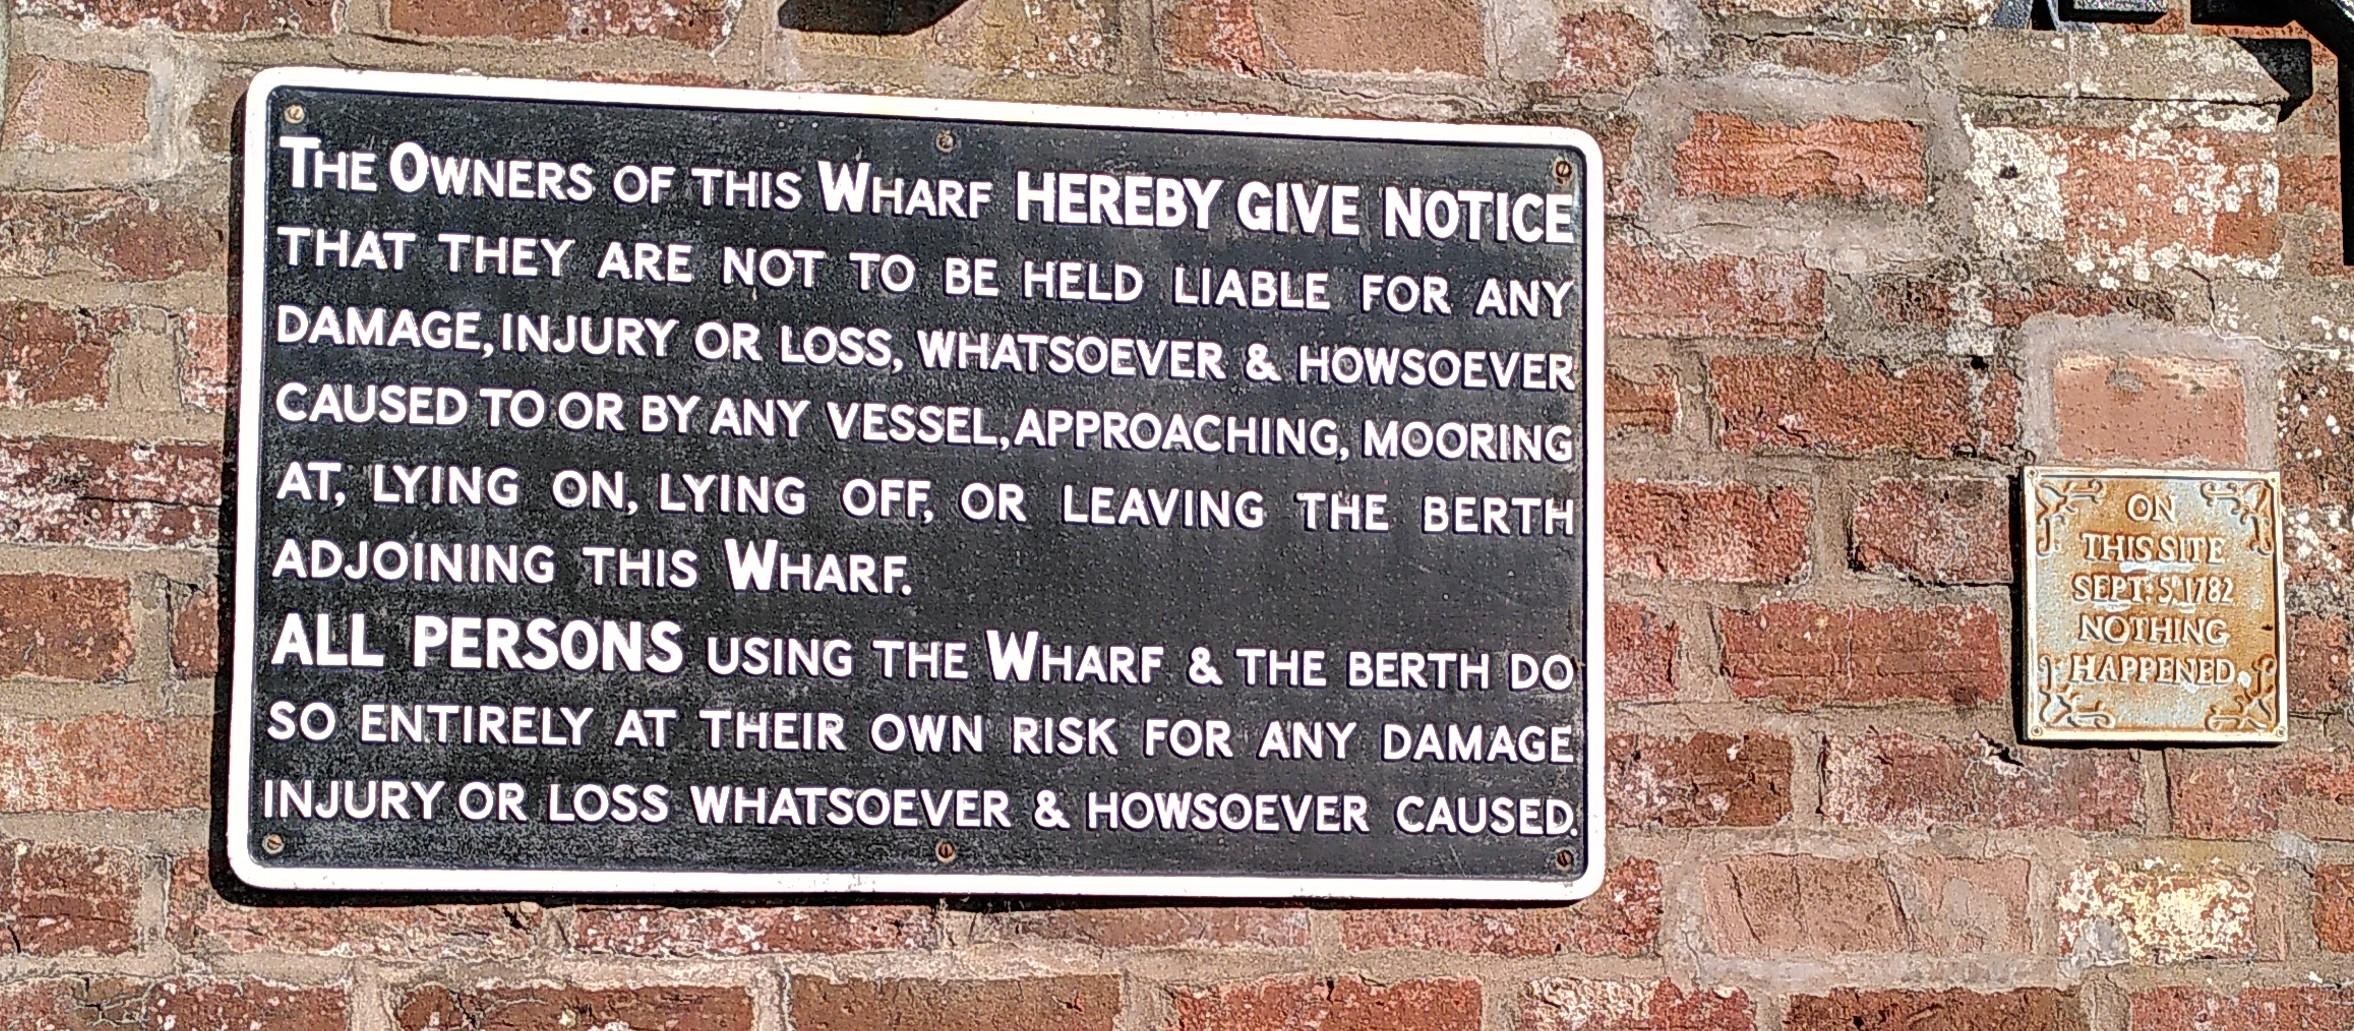 THE OWNERS OF THIS WHARF HEREBY GIVE NOTICE
THAT THEY ARE NOT TO BE HELD LIABLE FOR ANY
DAMAGE, INJURY OR LOSS, WHATSOEVER & HOWSOEVER
CAUSED TO OR BY ANY VESSEL, APPROACHING, MOORING
AT, LYING ON, LYING OFF, OR LEAVING THE BERTH
ADJOINING THIS WHARF.
ALL PERSONS USING THE WHARF & THE BERTH DO
SO ENTIRELY AT THEIR OWN RISK FOR ANY DAMAGE
INJURY OR LOSS WHATSOEVER & HOWSOEVER CAUSED.
ON
THIS SITE
SEPT. 5, 1782
NOTHING
HAPPENED